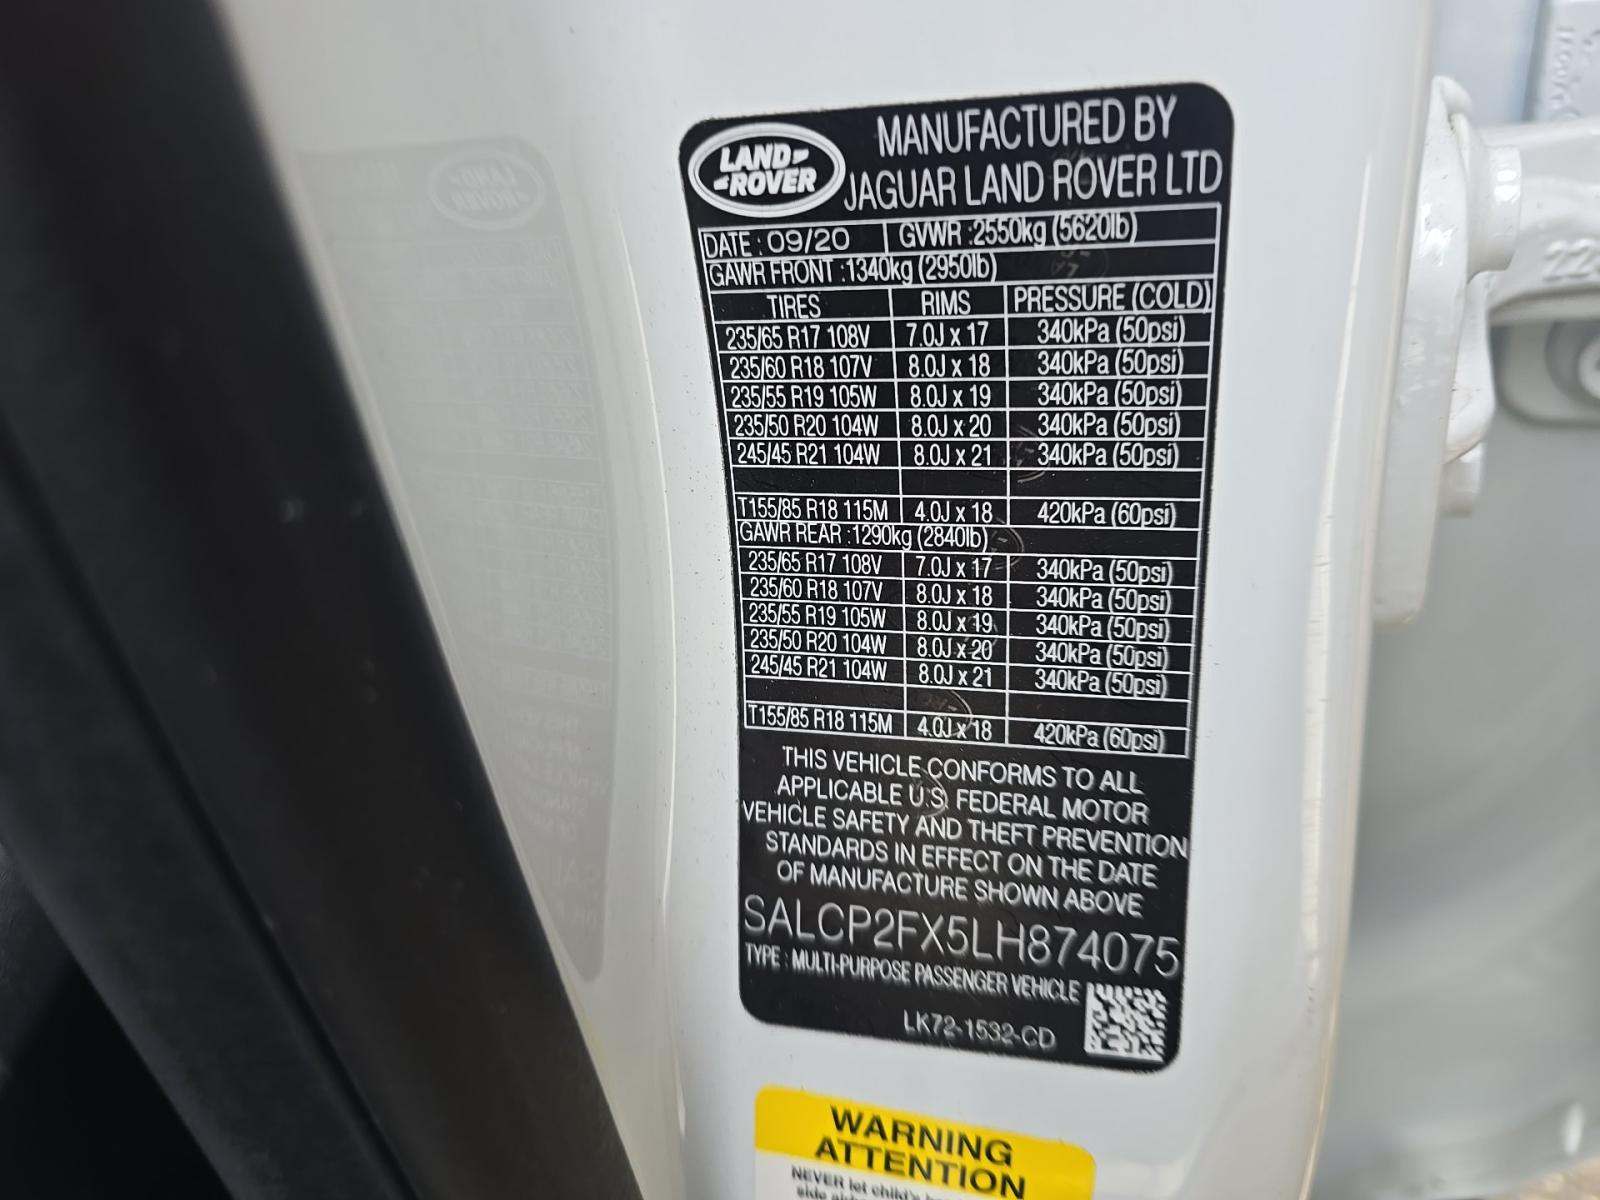 LAND ROVER
MANUFACTURED BY
JAGUAR LAND ROVER LTD
DATE : 09/20 GVWR :2550kg (5620lb)
GAWR FRONT :1340kg (2950lb)
TIRES RIMS PRESSURE (COLD)
235/65 R17 108V 7.0J x 17 340kPa (50psi)
235/60 R18 107V 8.0J x 18 340kPa (50psi)
235/55 R19 105W 8.0J x 19 340kPa (50psi)
235/50 R20 104W 8.0J x 20 340kPa (50psi)
245/45 R21 104W 8.0J x 21 340kPa (50psi)
T155/85 R18 115M 4.0J x 18 420kPa (60psi)
GAWR REAR :1290kg (2840lb)
235/65 R17 108V 7.0J x 17 340kPa (50psi)
235/60 R18 107V 8.0J x 18 340kPa (50psi)
235/55 R19 105W 8.0J x 19 340kPa (50psi)
235/50 R20 104W 8.0J x 20 340kPa (50psi)
245/45 R21 104W 8.0J x 21 340kPa (50psi)
T155/85 R18 115M 4.0J x 18 420kPa (60psi)
THIS VEHICLE CONFORMS TO ALL
APPLICABLE U.S. FEDERAL MOTOR
VEHICLE SAFETY AND THEFT PREVENTION
STANDARDS IN EFFECT ON THE DATE
OF MANUFACTURE SHOWN ABOVE
SALCP2FX5LH874075
TYPE : MULTI-PURPOSE PASSENGER VEHICLE
LK72-1532-CD
WARNING
ATTENTION
NEVER let child's
side